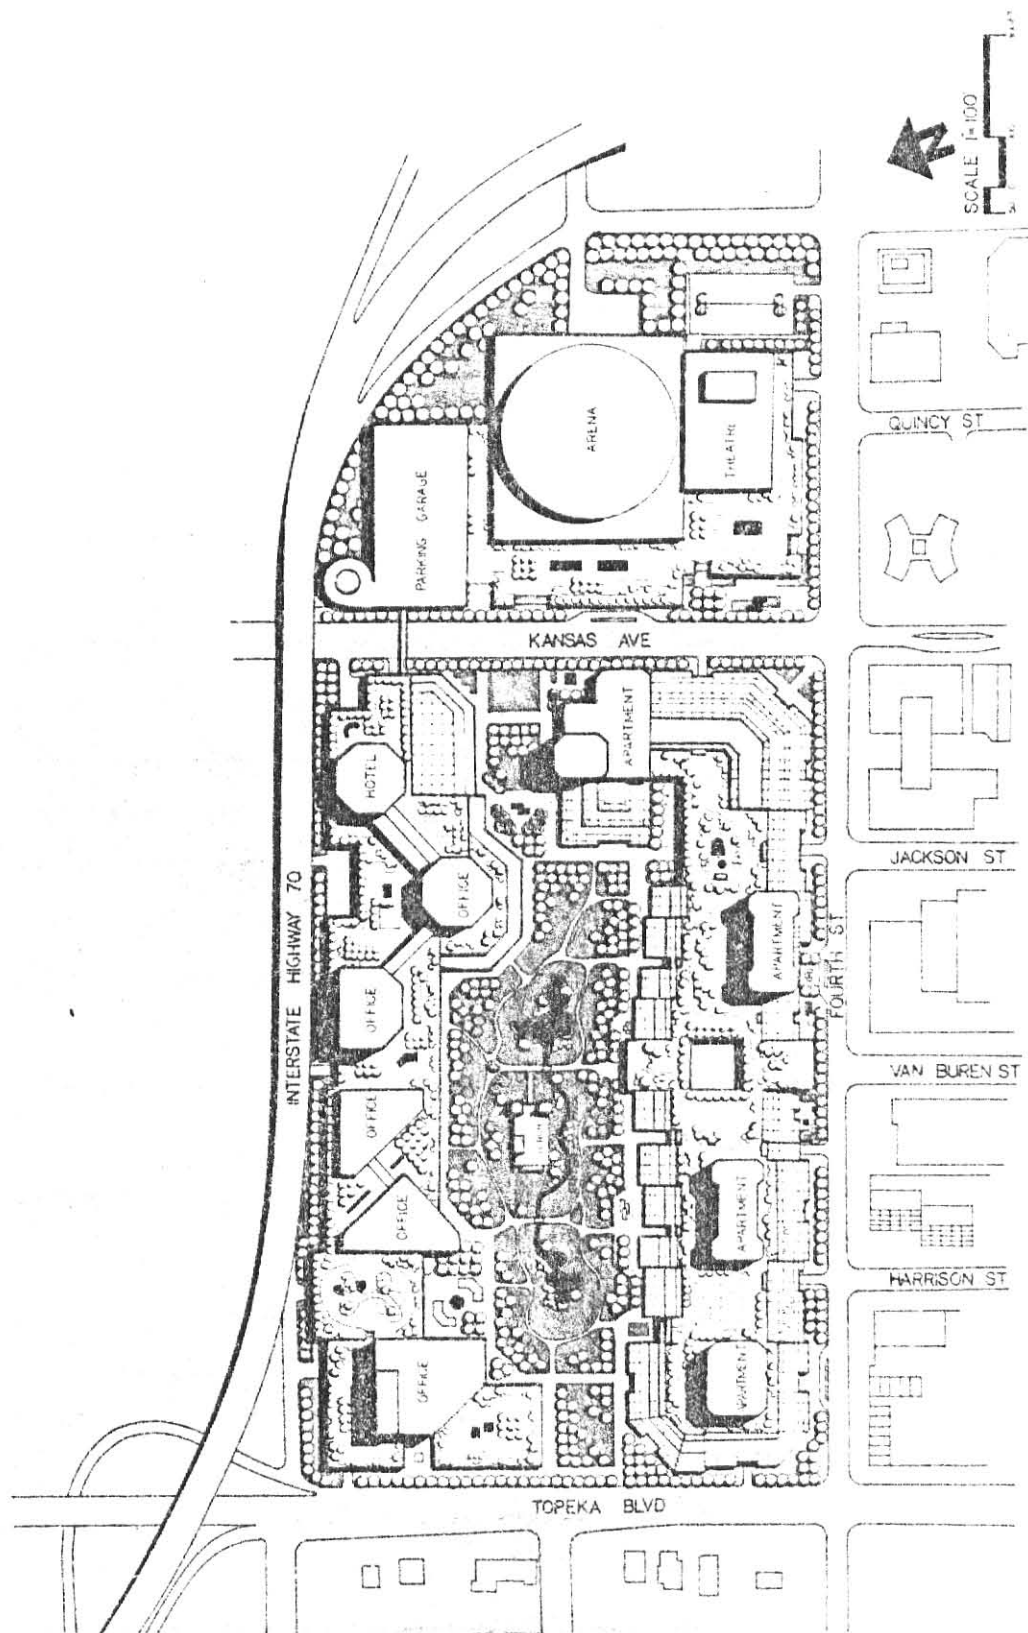 SCALE 1"=100'
N
ARENA
THEATRE
QUINCY ST
PARKING GARAGE
KANSAS AVE
HOTEL
APARTMENT
JACKSON ST
OFFICE
INTERSTATE HIGHWAY 70
APARTMENT
FOURTH ST
OFFICE
VAN BUREN ST
OFFICE
APARTMENT
OFFICE
HARRISON ST
OFFICE
APARTMENT
TOPEKA BLVD